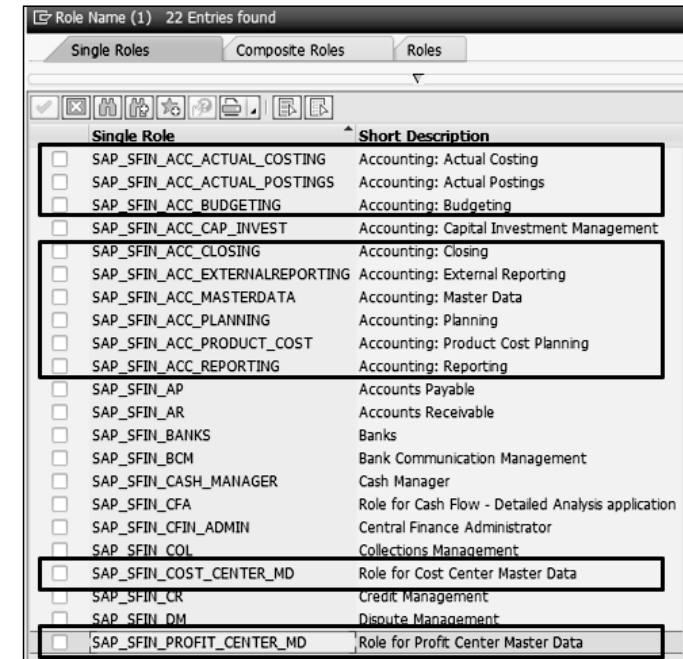 Role Name (1) 22 Entries found
Single Roles Composite Roles Roles
Single Role Short Description
SAP_SFIN_ACC_ACTUAL_COSTING Accounting: Actual Costing
SAP_SFIN_ACC_ACTUAL_POSTINGS Accounting: Actual Postings
SAP_SFIN_ACC_BUDGETING Accounting: Budgeting
SAP_SFIN_ACC_CAP_INVEST Accounting: Capital Investment Management
SAP_SFIN_ACC_CLOSING Accounting: Closing
SAP_SFIN_ACC_EXTERNALREPORTING Accounting: External Reporting
SAP_SFIN_ACC_MASTERDATA Accounting: Master Data
SAP_SFIN_ACC_PLANNING Accounting: Planning
SAP_SFIN_ACC_PRODUCT_COST Accounting: Product Cost Planning
SAP_SFIN_ACC_REPORTING Accounting: Reporting
SAP_SFIN_AP Accounts Payable
SAP_SFIN_AR Accounts Receivable
SAP_SFIN_BANKS Banks
SAP_SFIN_BCM Bank Communication Management
SAP_SFIN_CASH_MANAGER Cash Manager
SAP_SFIN_CFA Role for Cash Flow - Detailed Analysis application
SAP_SFIN_CFIN_ADMIN Central Finance Administrator
SAP_SFIN_COL Collections Management
SAP_SFIN_COST_CENTER_MD Role for Cost Center Master Data
SAP_SFIN_CR Credit Management
SAP_SFIN_DM Dispute Management
SAP_SFIN_PROFIT_CENTER_MD Role for Profit Center Master Data